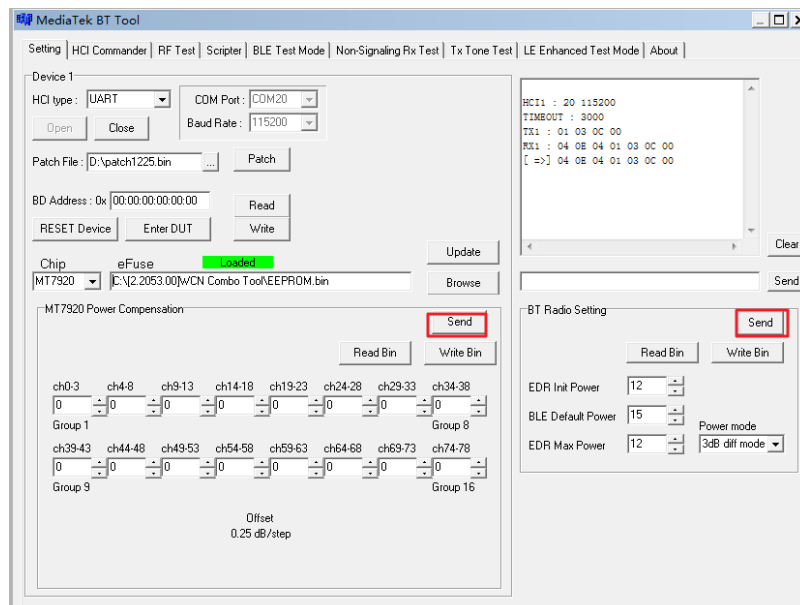 MediaTek BT Tool
Setting HCI Commander RF Test Scripter BLE Test Mode Non-Signaling Rx Test Tx Tone Test LE Enhanced Test Mode About
Device 1
HCI type : UART COM Port : COM20
Open Close Baud Rate : 115200
Patch File : D:\patch1225.bin ... Patch
BD Address : 0x 00:00:00:00:00:00 Read
RESET Device Enter DUT Write
Chip eFuse Loaded Update
MT7920 C:\[2.2053.00]WCN Combo Tool\EEPROM.bin Browse
MT7920 Power Compensation
Send
Read Bin Write Bin
ch0-3 ch4-8 ch9-13 ch14-18 ch19-23 ch24-28 ch29-33 ch34-38
0 0 0 0 0 0 0 0
Group 1 Group 8
ch39-43 ch44-48 ch49-53 ch54-58 ch59-63 ch64-68 ch69-73 ch74-78
0 0 0 0 0 0 0 0
Group 9 Group 16
Offset
0.25 dB/step
HCI1 : 20 115200
TIMEOUT : 3000
TX1 : 01 03 0C 00
RX1 : 04 0E 04 01 03 0C 00
[ =>] 04 0E 04 01 03 0C 00
Clear
Send
BT Radio Setting
Send
Read Bin Write Bin
EDR Init Power 12
BLE Default Power 15 Power mode
EDR Max Power 12 3dB diff mode